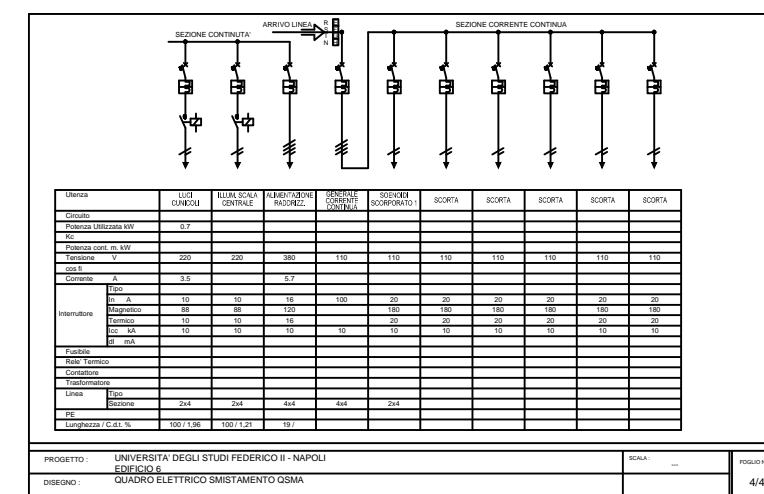 ARRIVO LINEA R S T N
SEZIONE CONTINUITA'
SEZIONE CORRENTE CONTINUA
Utenza LUCI CUNICOLI ILLUM. SCALA CENTRALE ALIMENTAZIONE RADDRIZZ. GENERALE CORRENTE CONTINUA SOENOIDI SCORPORATO 1 SCORTA SCORTA SCORTA SCORTA SCORTA
Circuito
Potenza Utilizzata kW 0.7
Kc
Potenza cont. m. kW
Tensione V 220 220 380 110 110 110 110 110 110 110
cos fi
Corrente A 3.5 5.7
Interruttore
Tipo
In A 10 10 16 100 20 20 20 20 20 20
Magnetico 88 88 120 180 180 180 180 180 180
Termico 10 10 16 20 20 20 20 20 20
Icc kA 10 10 10 10 10 10 10 10 10 10
dI mA
Fusibile
Rele' Termico
Contattore
Trasformatore
Linea Tipo
Sezione 2x4 2x4 4x4 4x4 2x4
PE
Lunghezza / C.d.t. % 100 / 1,96 100 / 1,21 19 /
PROGETTO : UNIVERSITA' DEGLI STUDI FEDERICO II - NAPOLI
EDIFICIO 6
SCALA : ---
FOGLIO N
DISEGNO : QUADRO ELETTRICO SMISTAMENTO QSMA
4/4